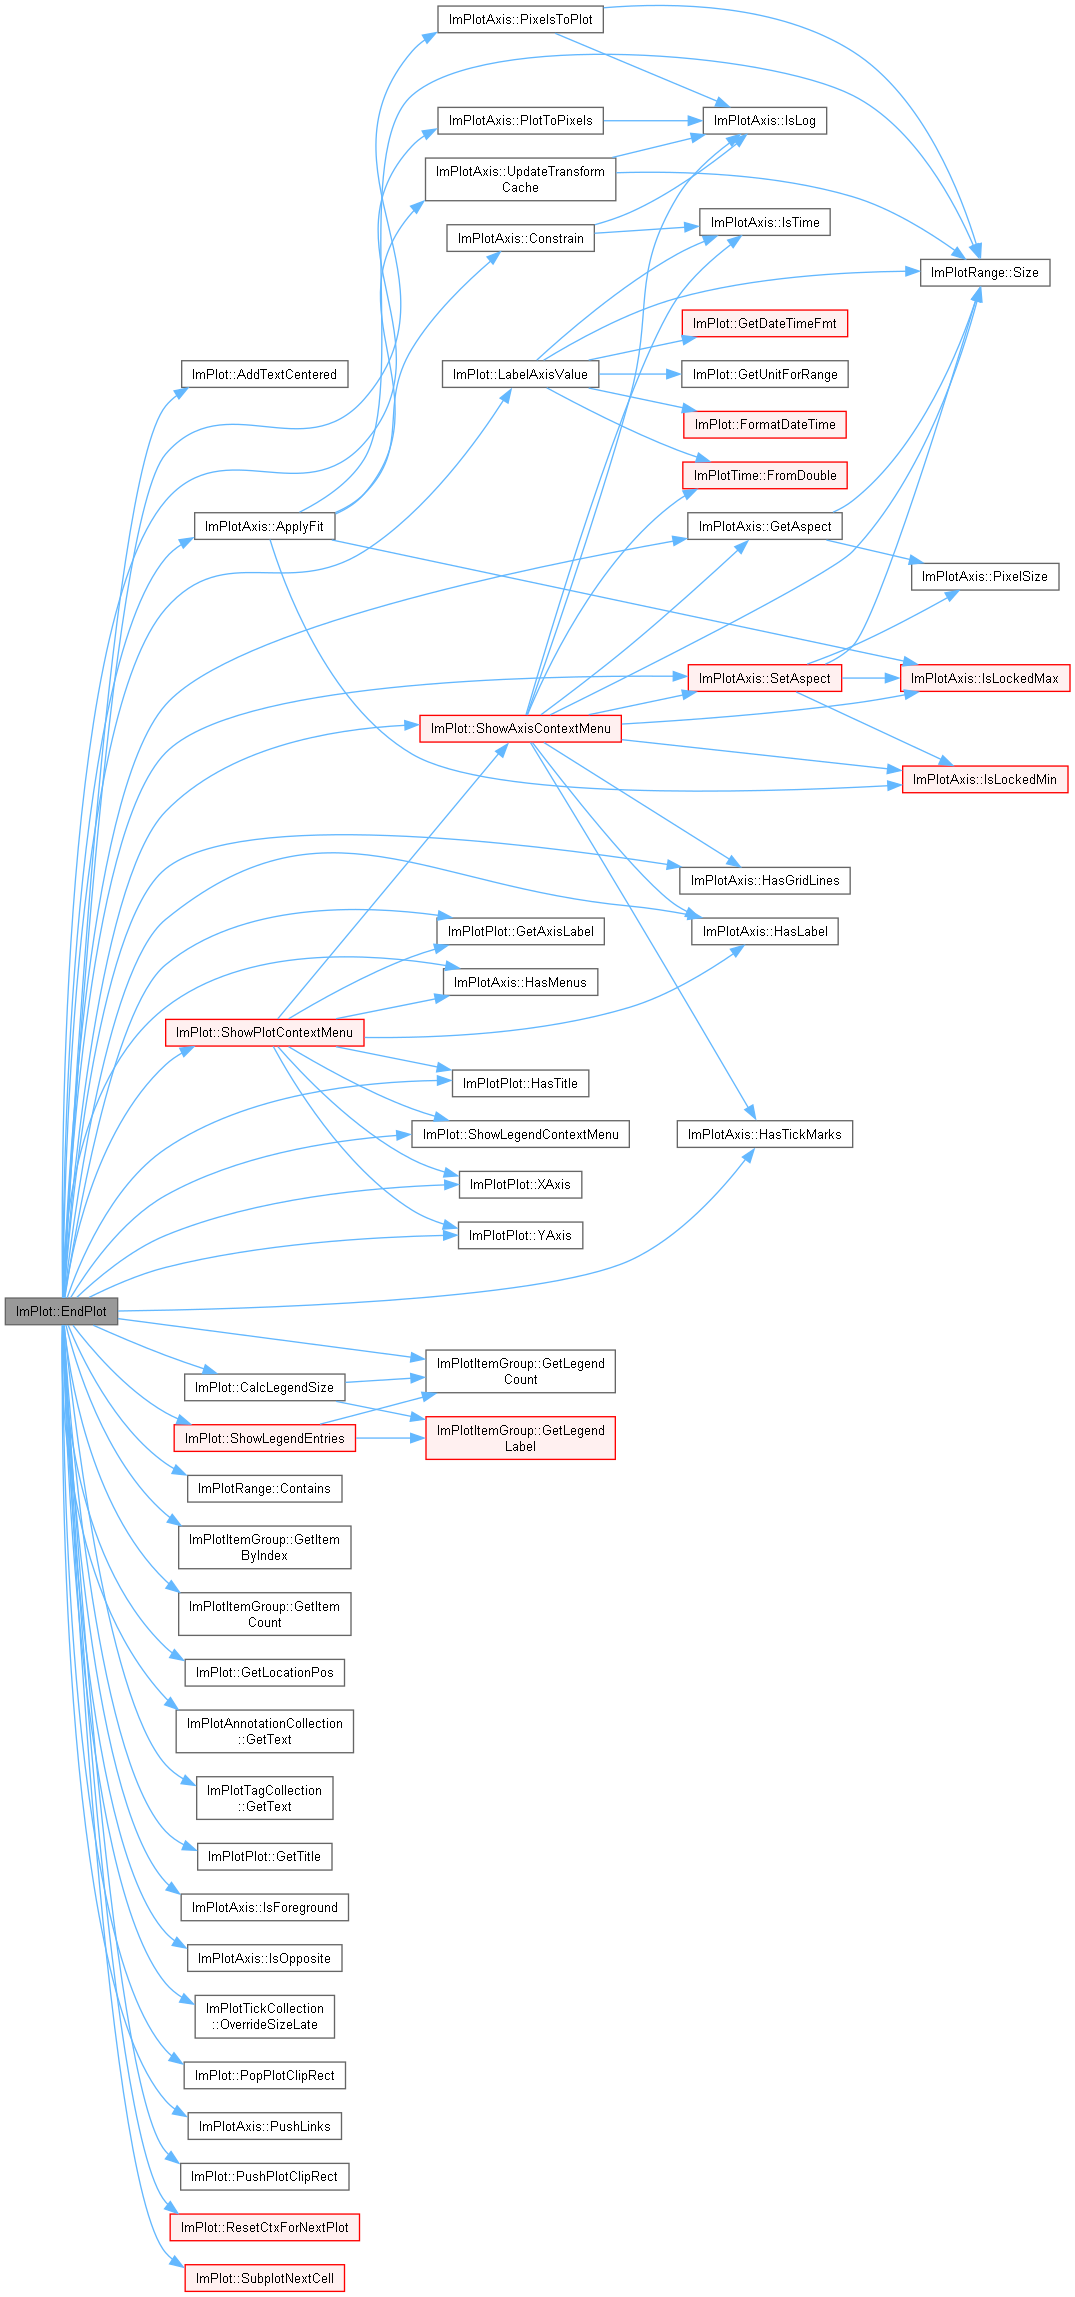 ImPlotAxis::PixelsToPlot
ImPlotAxis::PlotToPixels
ImPlotAxis::IsLog
ImPlotAxis::UpdateTransform
Cache
ImPlotAxis::Constrain
ImPlotAxis::IsTime
ImPlotRange::Size
ImPlot::GetDateTimeFmt
ImPlot::AddTextCentered
ImPlot::LabelAxisValue
ImPlot::GetUnitForRange
ImPlot::FormatDateTime
ImPlotTime::FromDouble
ImPlotAxis::ApplyFit
ImPlotAxis::GetAspect
ImPlotAxis::PixelSize
ImPlotAxis::SetAspect
ImPlotAxis::IsLockedMax
ImPlot::ShowAxisContextMenu
ImPlotAxis::IsLockedMin
ImPlotAxis::HasGridLines
ImPlotPlot::GetAxisLabel
ImPlotAxis::HasLabel
ImPlotAxis::HasMenus
ImPlot::ShowPlotContextMenu
ImPlotPlot::HasTitle
ImPlot::ShowLegendContextMenu
ImPlotAxis::HasTickMarks
ImPlotPlot::XAxis
ImPlotPlot::YAxis
ImPlot::EndPlot
ImPlotItemGroup::GetLegend
Count
ImPlot::CalcLegendSize
ImPlot::ShowLegendEntries
ImPlotItemGroup::GetLegend
Label
ImPlotRange::Contains
ImPlotItemGroup::GetItem
ByIndex
ImPlotItemGroup::GetItem
Count
ImPlot::GetLocationPos
ImPlotAnnotationCollection
::GetText
ImPlotTagCollection
::GetText
ImPlotPlot::GetTitle
ImPlotAxis::IsForeground
ImPlotAxis::IsOpposite
ImPlotTickCollection
::OverrideSizeLate
ImPlot::PopPlotClipRect
ImPlotAxis::PushLinks
ImPlot::PushPlotClipRect
ImPlot::ResetCtxForNextPlot
ImPlot::SubplotNextCell